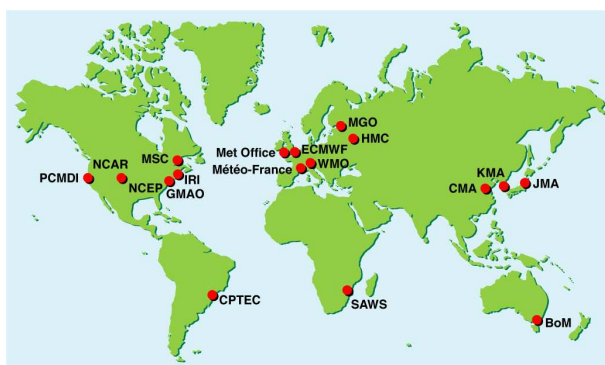 MGO
HMC
MSC
Met Office
ECMWF
NCAR
WMO
Météo-France
PCMDI
IRI
NCEP
GMAO
KMA
CMA
JMA
CPTEC
SAWS
BoM